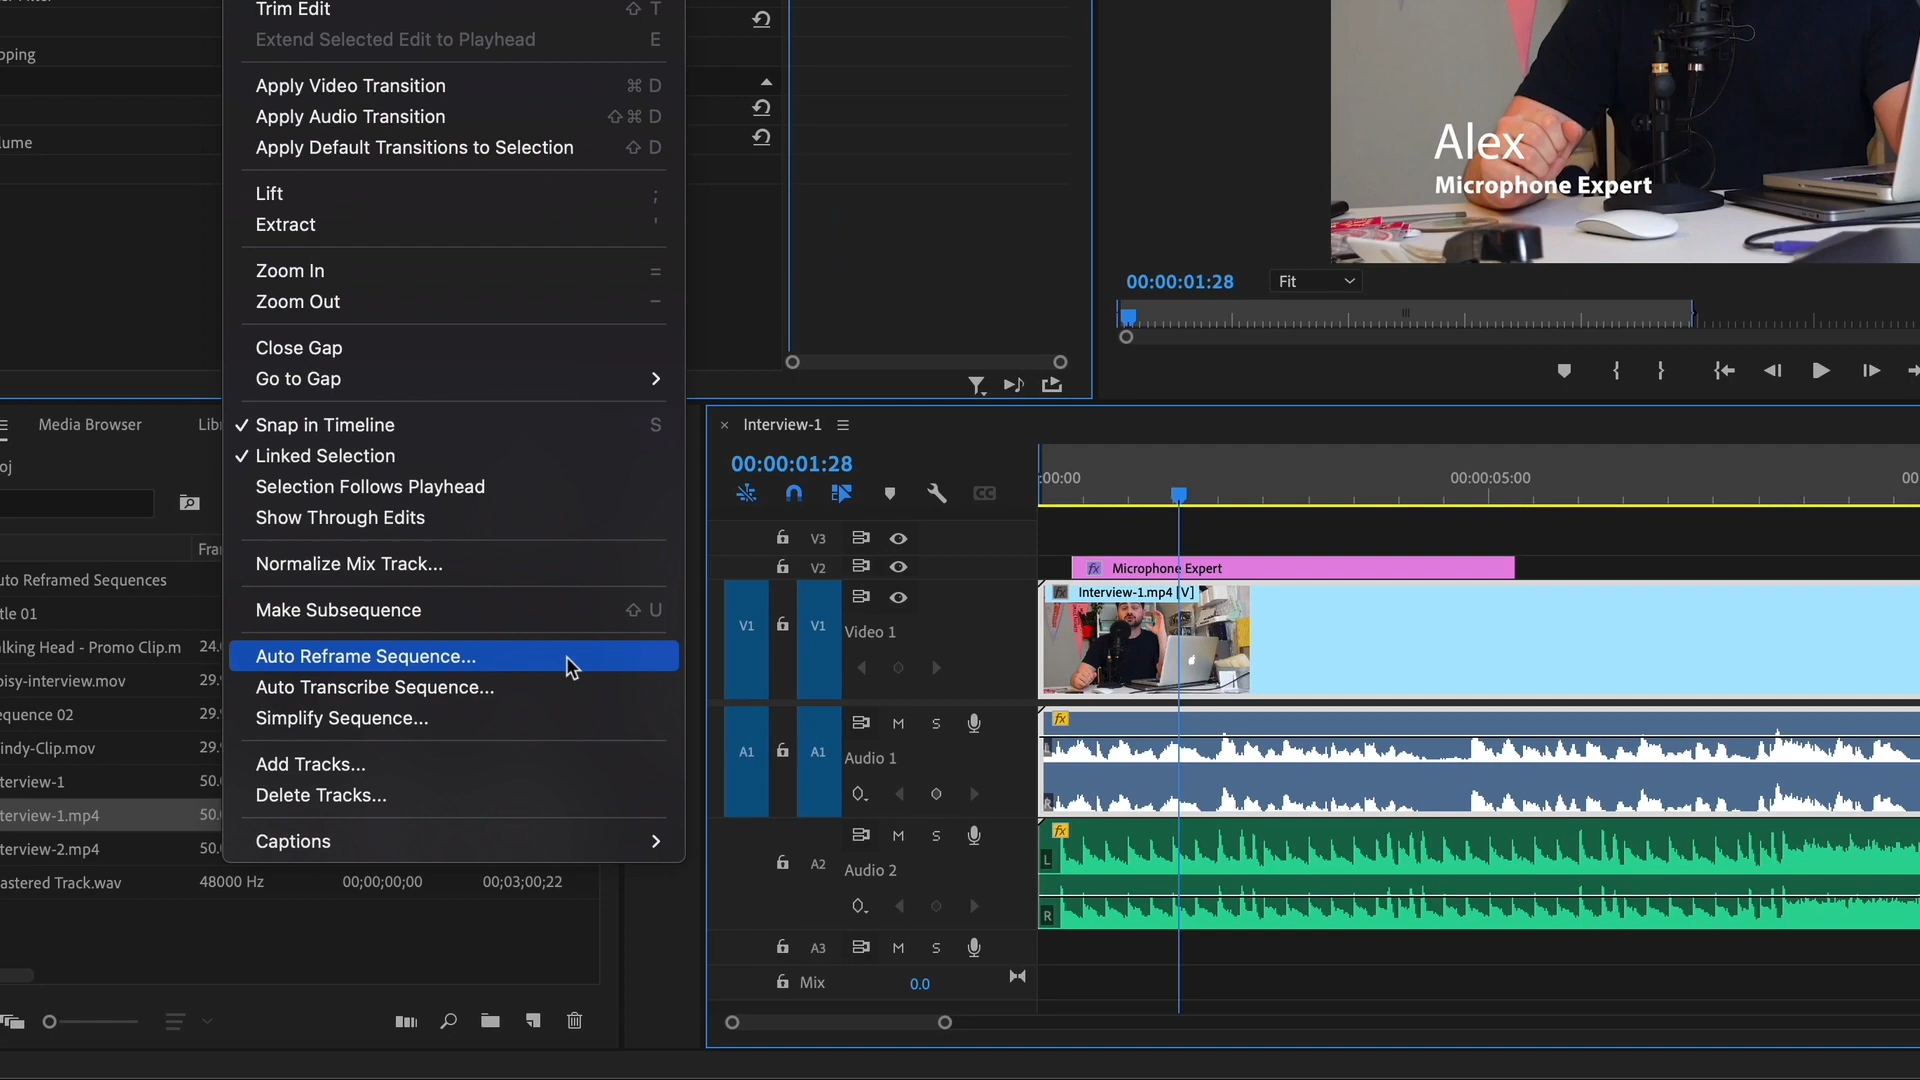 Trim Edit ⇧ T
Extend Selected Edit to Playhead E
Apply Video Transition ⌘ D
Apply Audio Transition ⇧⌘ D
Apply Default Transitions to Selection ⇧ D
Lift ;
Extract '
Zoom In =
Zoom Out -
Close Gap
Go to Gap
✓ Snap in Timeline S
✓ Linked Selection
Selection Follows Playhead
Show Through Edits
Normalize Mix Track...
Make Subsequence ⇧ U
Auto Reframe Sequence...
Auto Transcribe Sequence...
Simplify Sequence...
Add Tracks...
Delete Tracks...
Captions
pping
lume
Media Browser
Lib
oj
Fra
uto Reframed Sequences
tle 01
lking Head - Promo Clip.m 24.
oisy-interview.mov 29.
equence 02 29.
indy-Clip.mov 29.
terview-1 50.
terview-1.mp4 50.
terview-2.mp4 50.
astered Track.wav 48000 Hz 00;00;00;00 00;03;00;22
Alex
Microphone Expert
00:00:01:28 Fit
Interview-1
00:00:01:28
:00:00 00:00:05:00 00
CC
V3
V2
Microphone Expert
fx
Interview-1.mp4 [V]
fx
V1 V1 Video 1
M S
A1 A1 Audio 1
fx
L
R
M S
A2 Audio 2
fx
L
R
A3 M S
Mix 0.0